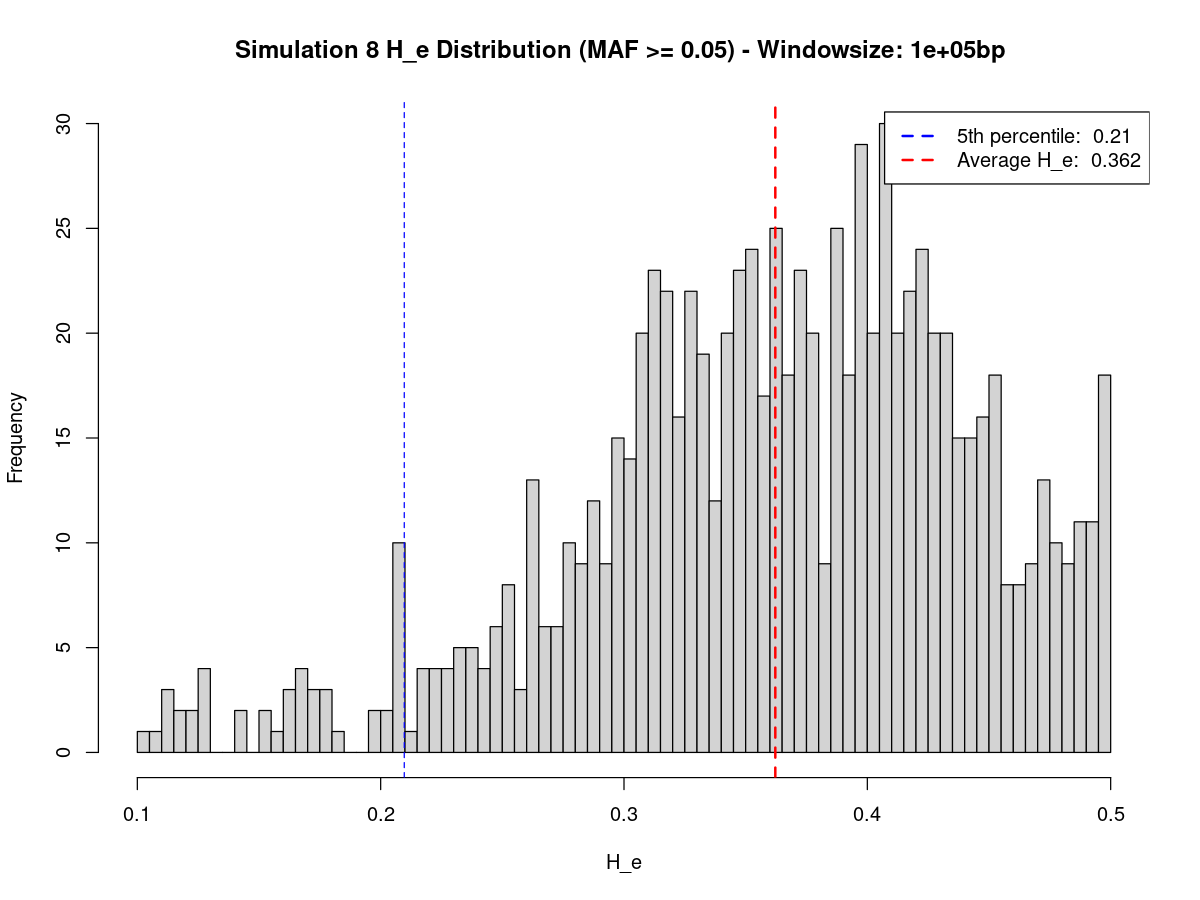 Simulation 8 H_e Distribution (MAF >= 0.05) - Windowsize: 1e+05bp
5th percentile: 0.21
Average H_e: 0.362
Frequency
30
25
20
15
10
5
0
0.1 0.2 0.3 0.4 0.5
H_e